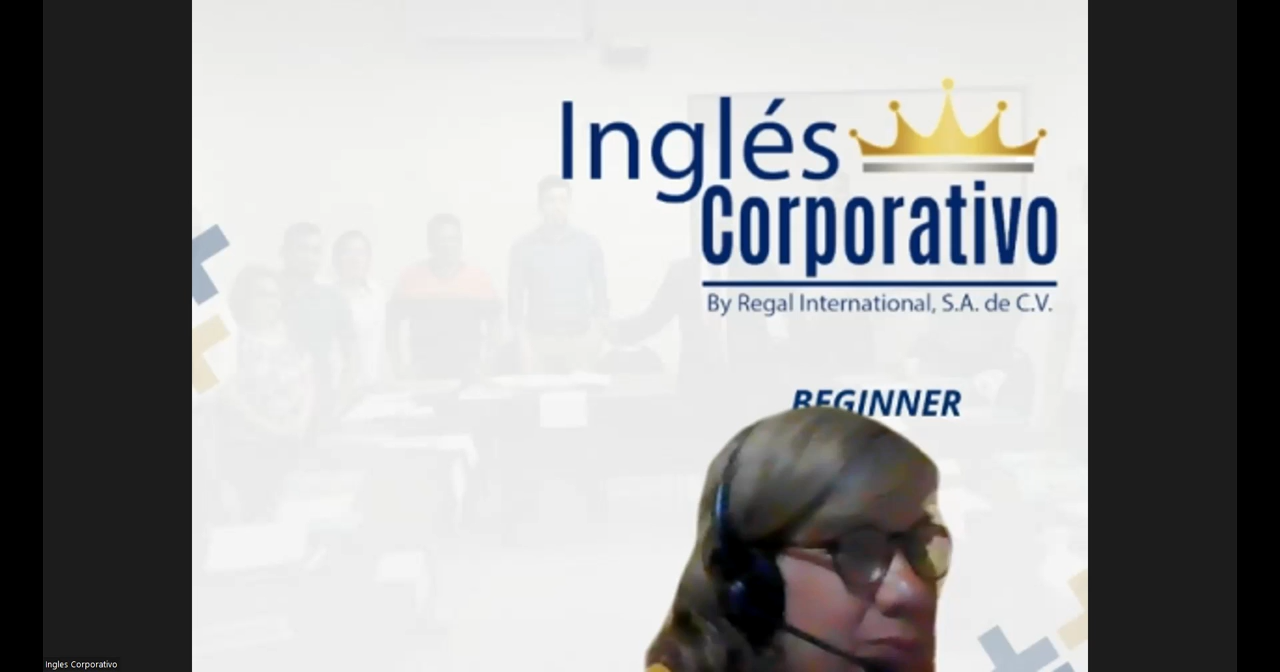 Inglés
Corporativo
By Regal International, S.A. de C.V.
BEGINNER
Ingles Corporativo